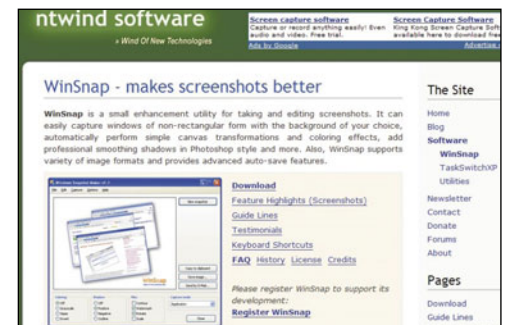 ntwind software
» Wind Of New Technologies
Screen capture software
Capture or record anything easily! Even
audio and video. Free trial.
Screen Capture Software
King Kong Screen Capture Softwa
available here to download free
Ads by Google
Advertise
WinSnap - makes screenshots better
WinSnap is a small enhancement utility for taking and editing screenshots. It can
easily capture windows of non-rectangular form with the background of your choice,
automatically perform simple canvas transformations and coloring effects, add
professional smoothing shadows in Photoshop style and more. Also, WinSnap supports
variety of image formats and provides advanced auto-save features.
Download
Feature Highlights (Screenshots)
Guide Lines
Testimonials
Keyboard Shortcuts
FAQ History License Credits
Please register WinSnap to support its
development:
Register WinSnap
The Site
Home
Blog
Software
WinSnap
TaskSwitchXP
Utilities
Newsletter
Contact
Donate
Forums
About
Pages
Download
Guide Lines